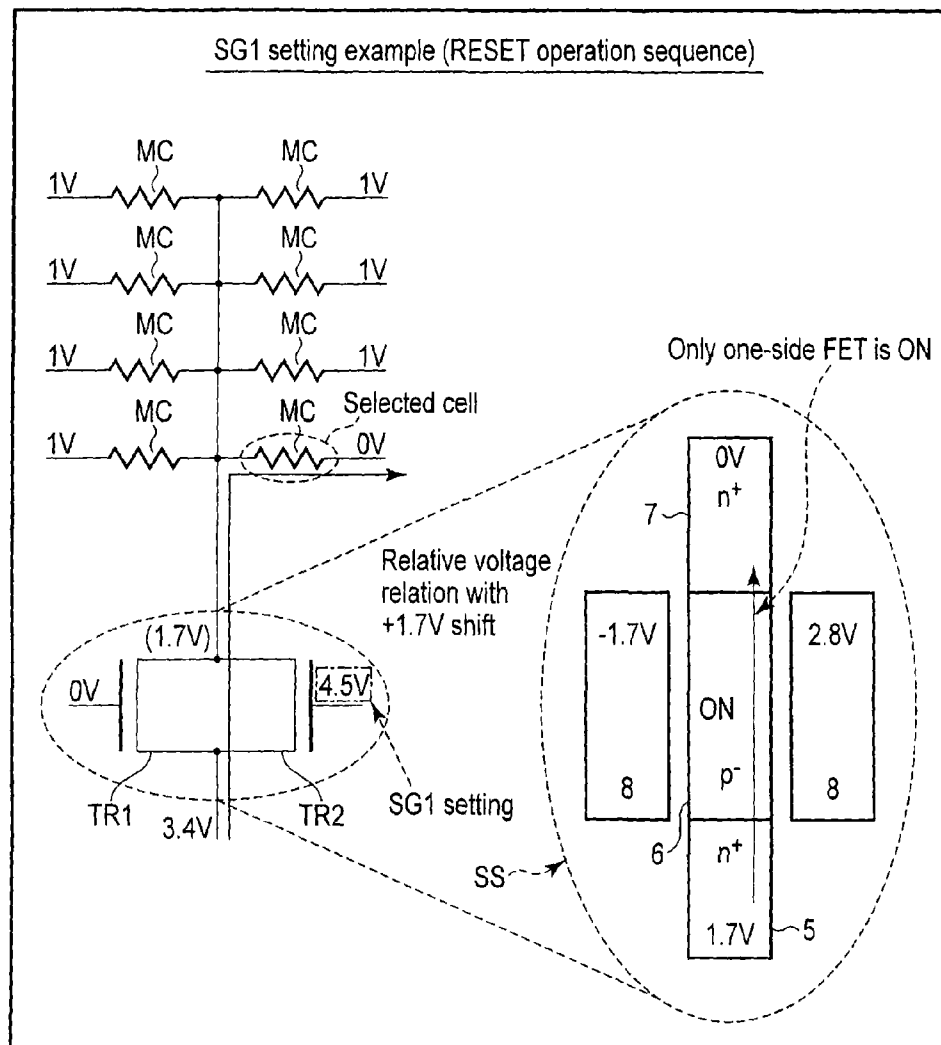 SG1 setting example (RESET operation sequence)
MC MC
1V 1V
MC MC
1V 1V
MC MC
1V 1V
Only one-side FET is ON
MC MC Selected cell
1V 0V
0V
n+
7
Relative voltage
relation with
+1.7V shift
(1.7V)
-1.7V 2.8V
0V 4.5V
ON
p-
8 8
TR1 TR2 SG1 setting
3.4V
6
n+
SS
1.7V 5